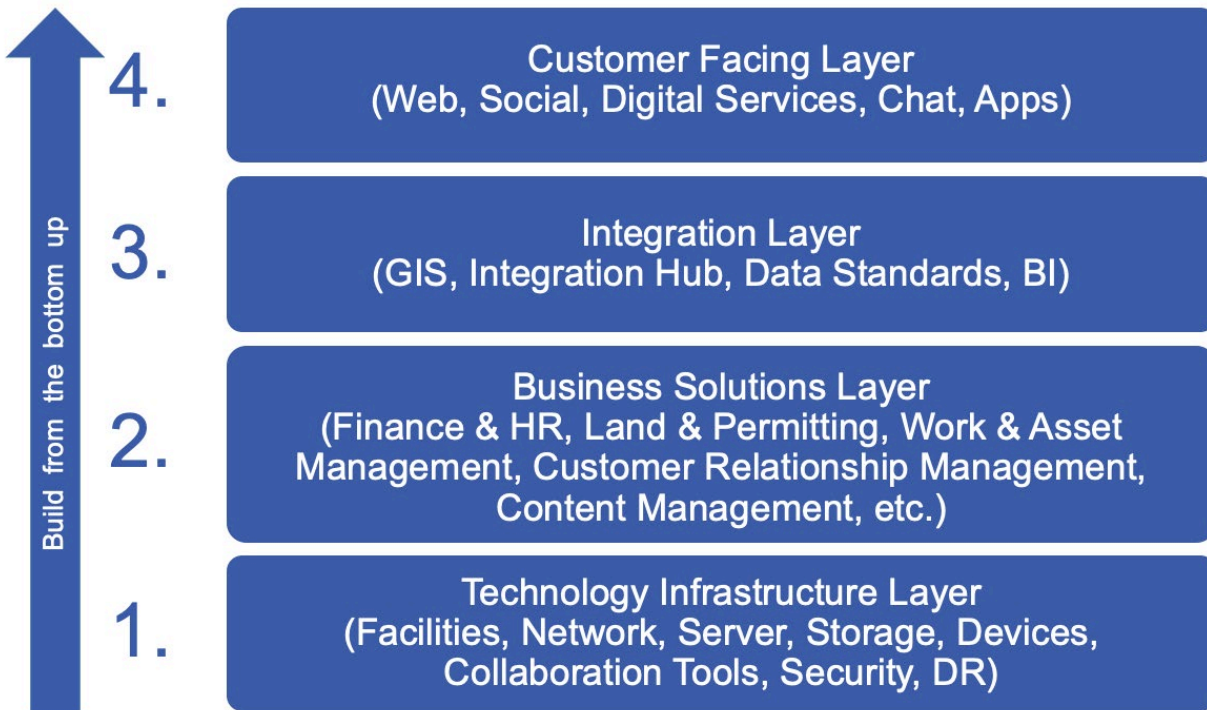 Build from the bottom up
4.
Customer Facing Layer
(Web, Social, Digital Services, Chat, Apps)
3.
Integration Layer
(GIS, Integration Hub, Data Standards, BI)
2.
Business Solutions Layer
(Finance & HR, Land & Permitting, Work & Asset
Management, Customer Relationship Management,
Content Management, etc.)
1.
Technology Infrastructure Layer
(Facilities, Network, Server, Storage, Devices,
Collaboration Tools, Security, DR)